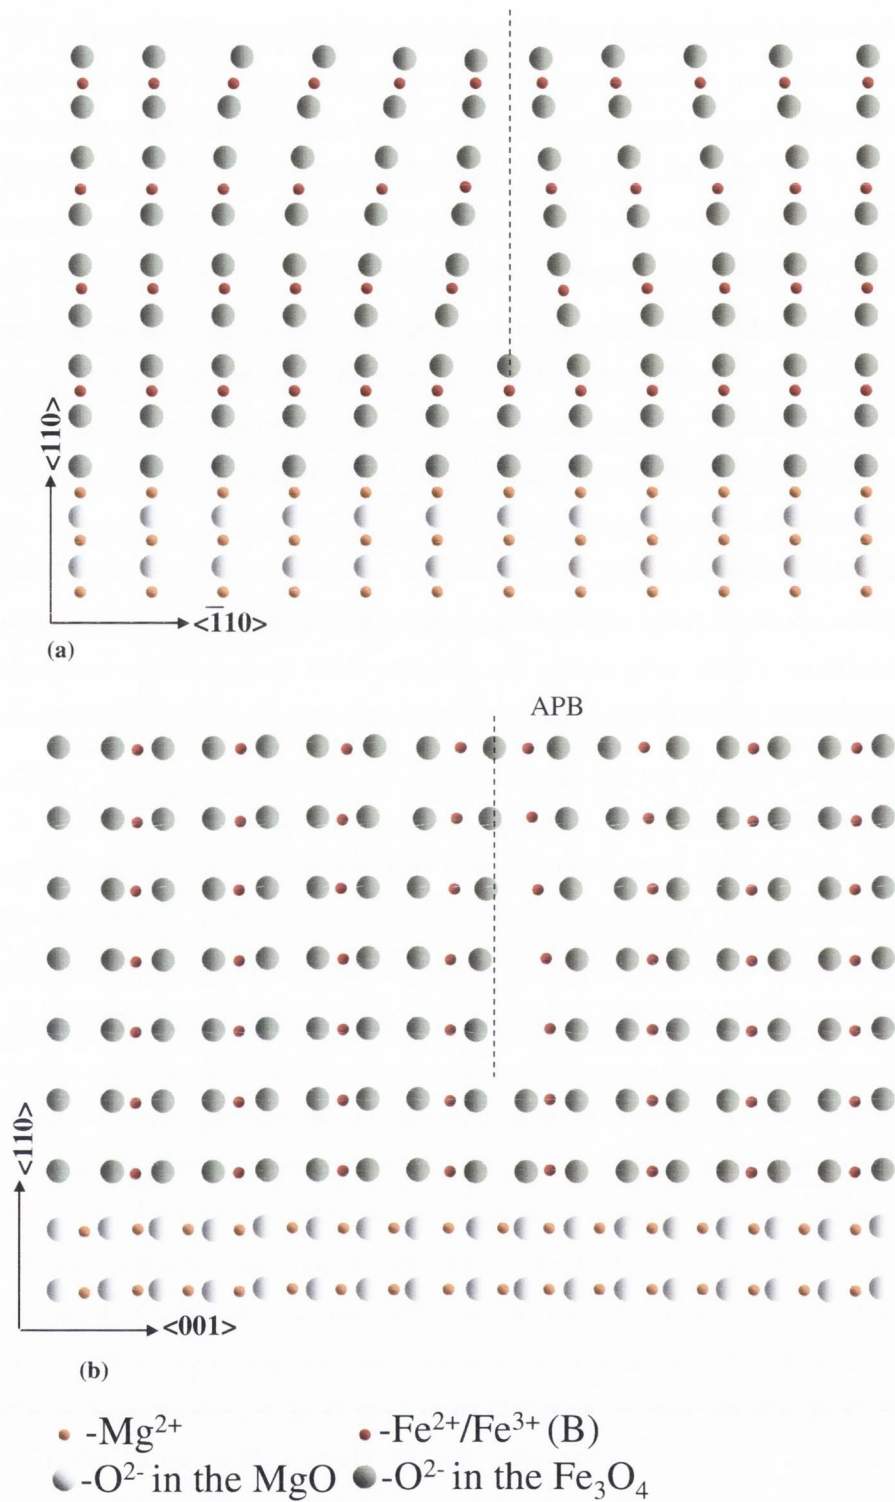 <110>
<1̅10>
(a)
APB
<110>
<001>
(b)
-Mg²⁺ -Fe²⁺/Fe³⁺ (B)
-O²⁻ in the MgO -O²⁻ in the Fe₃O₄